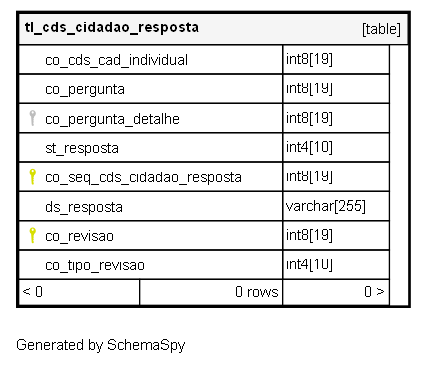 tl_cds_cidadao_resposta [table]
co_cds_cad_individual int8[19]
co_pergunta int8[19]
co_pergunta_detalhe int8[19]
st_resposta int4[10]
co_seq_cds_cidadao_resposta int8[19]
ds_resposta varchar[255]
co_revisao int8[19]
co_tipo_revisao int4[10]
< 0 0 rows 0 >
Generated by SchemaSpy